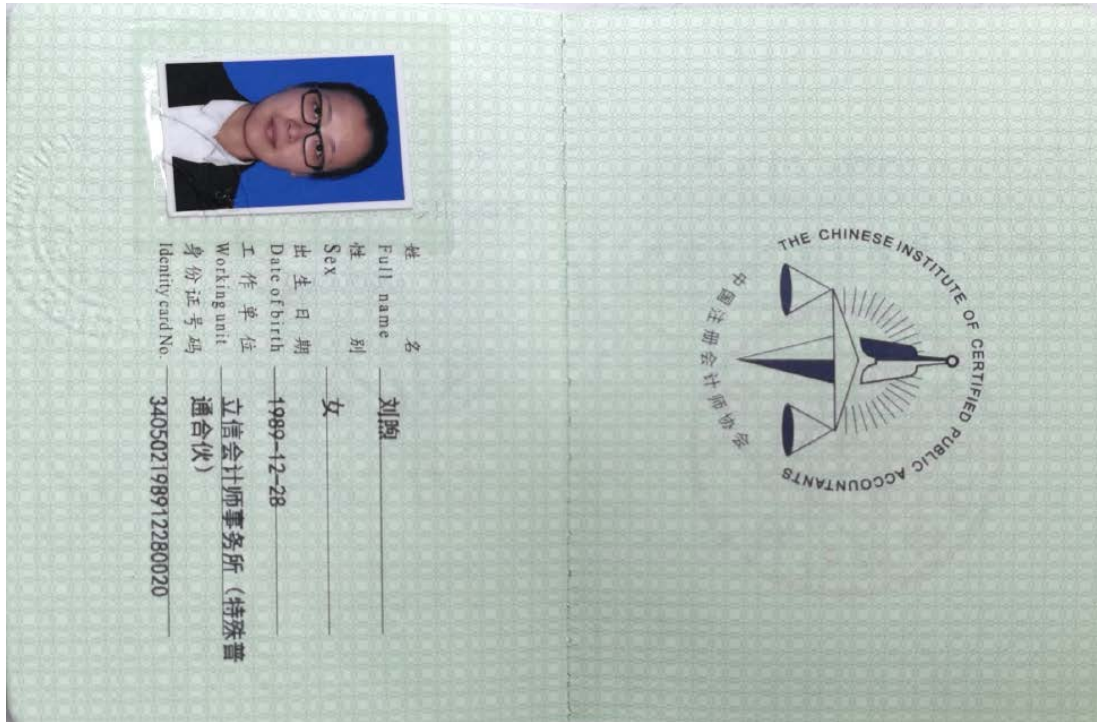 姓 名
Full name 刘煦
性 别
Sex 女
出 生 日 期
Date of birth 1989-12-28
工 作 单 位
Working unit 立信会计师事务所（特殊普
通合伙）
身 份 证 号 码
Identity card No. 340502198912280020
THE CHINESE INSTITUTE OF CERTIFIED PUBLIC ACCOUNTANTS
中国注册会计师协会